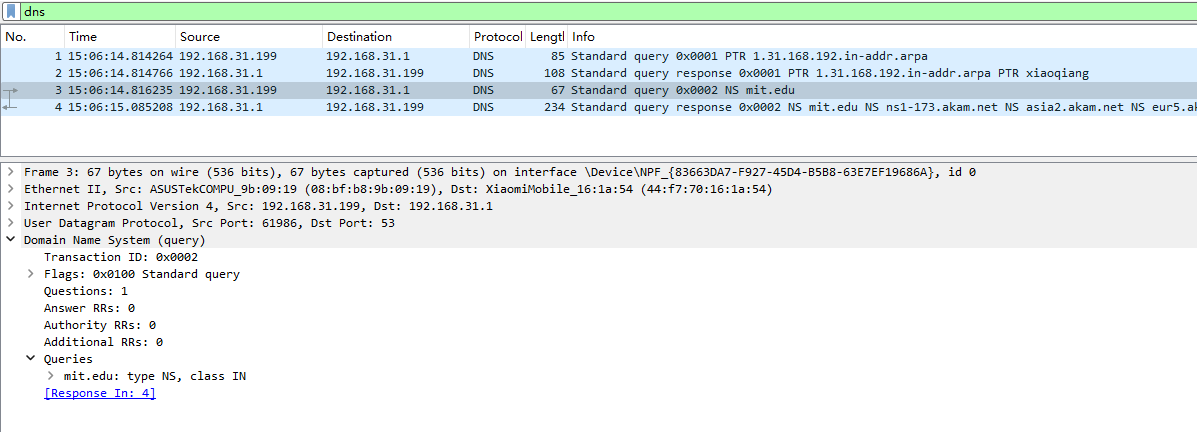 dns
No. Time Source Destination Protocol Lengtl Info
1 15:06:14.814264 192.168.31.199 192.168.31.1 DNS 85 Standard query 0x0001 PTR 1.31.168.192.in-addr.arpa
2 15:06:14.814766 192.168.31.1 192.168.31.199 DNS 108 Standard query response 0x0001 PTR 1.31.168.192.in-addr.arpa PTR xiaoqiang
3 15:06:14.816235 192.168.31.199 192.168.31.1 DNS 67 Standard query 0x0002 NS mit.edu
4 15:06:15.085208 192.168.31.1 192.168.31.199 DNS 234 Standard query response 0x0002 NS mit.edu NS ns1-173.akam.net NS asia2.akam.net NS eur5.ak
Frame 3: 67 bytes on wire (536 bits), 67 bytes captured (536 bits) on interface \Device\NPF_{83663DA7-F927-45D4-B5B8-63E7EF19686A}, id 0
Ethernet II, Src: ASUSTekCOMPU_9b:09:19 (08:bf:b8:9b:09:19), Dst: XiaomiMobile_16:1a:54 (44:f7:70:16:1a:54)
Internet Protocol Version 4, Src: 192.168.31.199, Dst: 192.168.31.1
User Datagram Protocol, Src Port: 61986, Dst Port: 53
Domain Name System (query)
Transaction ID: 0x0002
Flags: 0x0100 Standard query
Questions: 1
Answer RRs: 0
Authority RRs: 0
Additional RRs: 0
Queries
mit.edu: type NS, class IN
[Response In: 4]